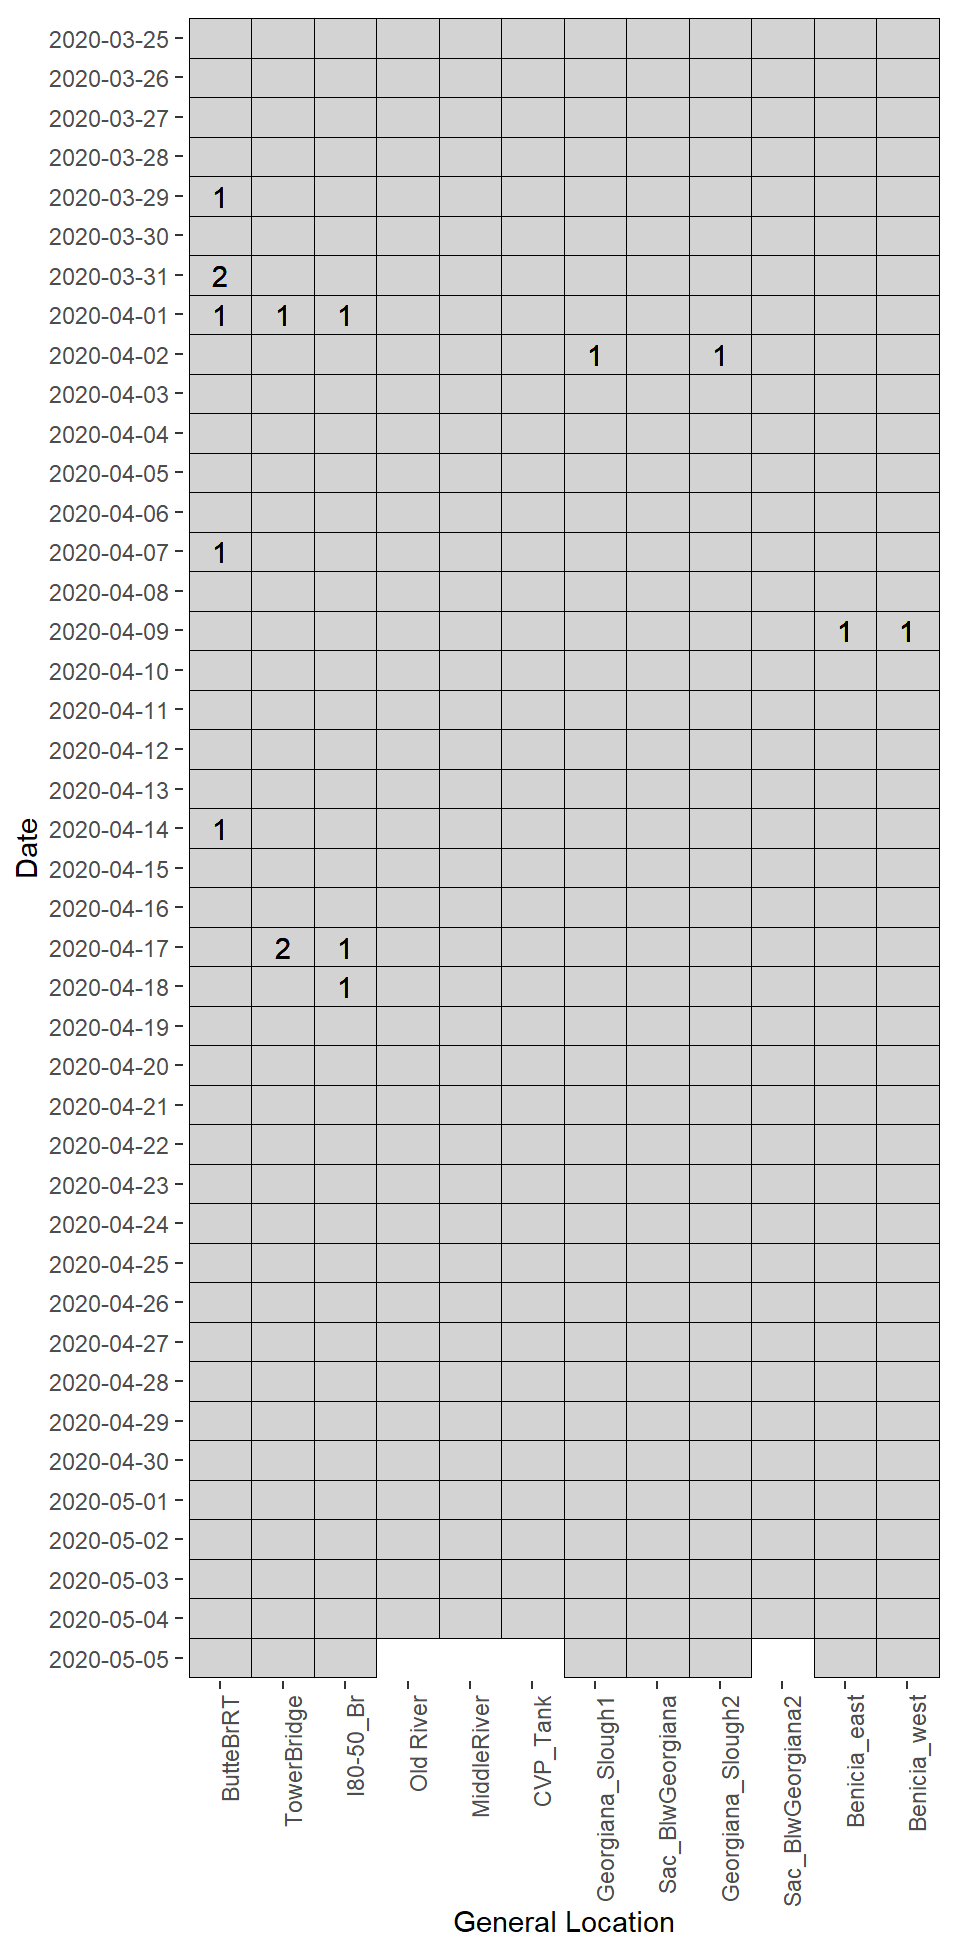 2020-03-25
2020-03-26
2020-03-27
2020-03-28
2020-03-29 1
2020-03-30
2020-03-31 2
2020-04-01 1 1 1
2020-04-02 1 1
2020-04-03
2020-04-04
2020-04-05
2020-04-06
2020-04-07 1
2020-04-08
2020-04-09 1 1
2020-04-10
2020-04-11
2020-04-12
2020-04-13
2020-04-14 1
2020-04-15
2020-04-16
2020-04-17 2 1
2020-04-18 1
2020-04-19
2020-04-20
2020-04-21
2020-04-22
2020-04-23
2020-04-24
2020-04-25
2020-04-26
2020-04-27
2020-04-28
2020-04-29
2020-04-30
2020-05-01
2020-05-02
2020-05-03
2020-05-04
2020-05-05
Date
ButteBrRT
TowerBridge
I80-50_Br
Old River
MiddleRiver
CVP_Tank
Georgiana_Slough1
Sac_BlwGeorgiana
Georgiana_Slough2
Sac_BlwGeorgiana2
Benicia_east
Benicia_west
General Location